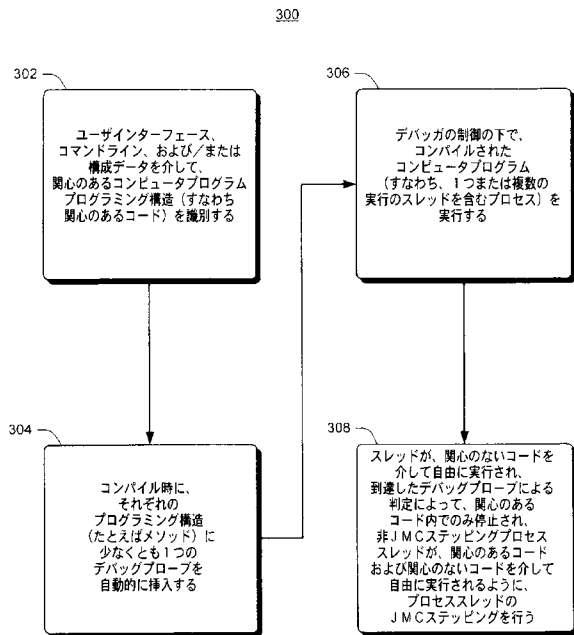 300
302
ユーザインターフェース、
コマンドライン、および/または
構成データを介して、
関心のあるコンピュータプログラム
プログラミング構造(すなわち
関心のあるコード)を識別する
304
コンパイル時に、
それぞれの
プログラミング構造
(たとえばメソッド)に
少なくとも1つの
デバッグプローブを
自動的に挿入する
306
デバッガの制御の下で、
コンパイルされた
コンピュータプログラム
(すなわち、1つまたは複数の
実行のスレッドを含むプロセス)を
実行する
308
スレッドが、関心のないコードを
介して自由に実行され、
到達したデバッグプローブによる
判定によって、関心のある
コード内でのみ停止され、
非JMCステッピングプロセス
スレッドが、関心のあるコード
および関心のないコードを介して
自由に実行されるように、
プロセススレッドの
JMCステッピングを行う